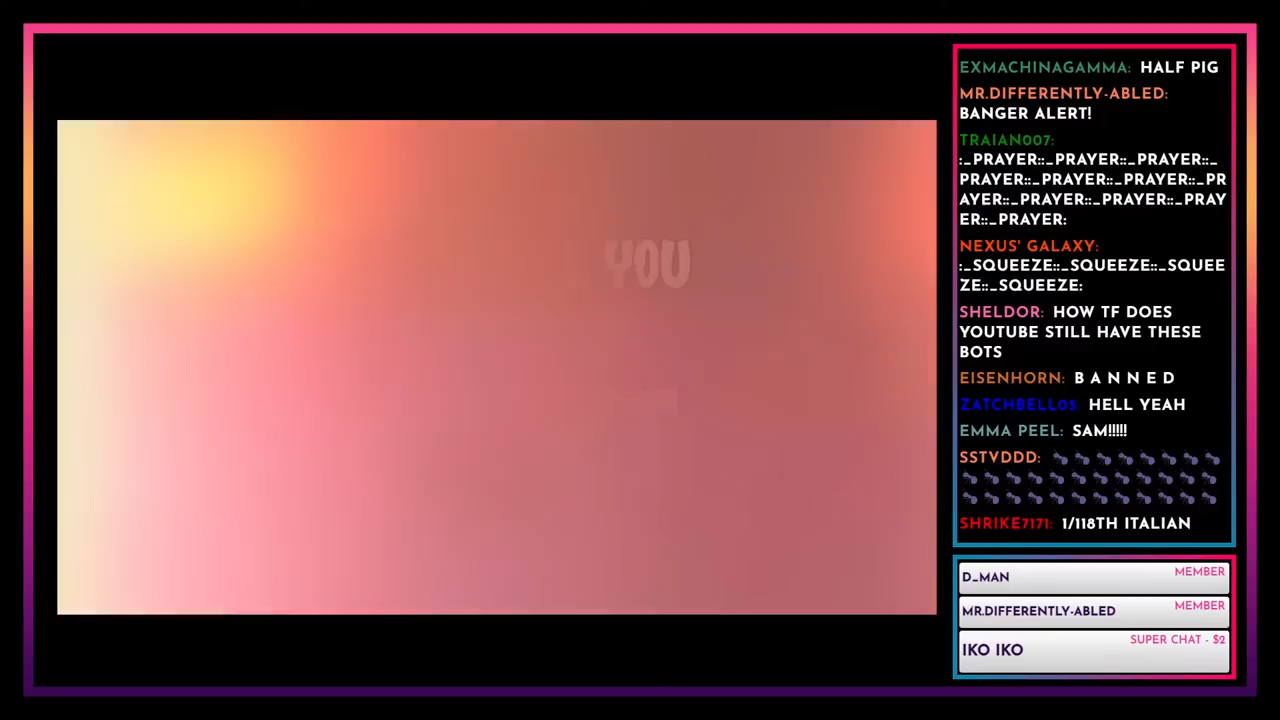 YOU
EXMACHINAGAMMA: HALF PIG
MR.DIFFERENTLY-ABLED:
BANGER ALERT!
TRAIAN007:
:_PRAYER::_PRAYER::_PRAYER::_
PRAYER::_PRAYER::_PRAYER::_PR
AYER::_PRAYER::_PRAYER::_PRAY
ER::_PRAYER:
NEXUS' GALAXY:
:_SQUEEZE::_SQUEEZE::_SQUEE
ZE::_SQUEEZE:
SHELDOR: HOW TF DOES
YOUTUBE STILL HAVE THESE
BOTS
EISENHORN: B A N N E D
ZATCHBELL05: HELL YEAH
EMMA PEEL: SAM!!!!!
SSTVDDD:
SHRIKE7171: 1/118TH ITALIAN
D_MAN MEMBER
MR.DIFFERENTLY-ABLED MEMBER
IKO IKO SUPER CHAT - $2